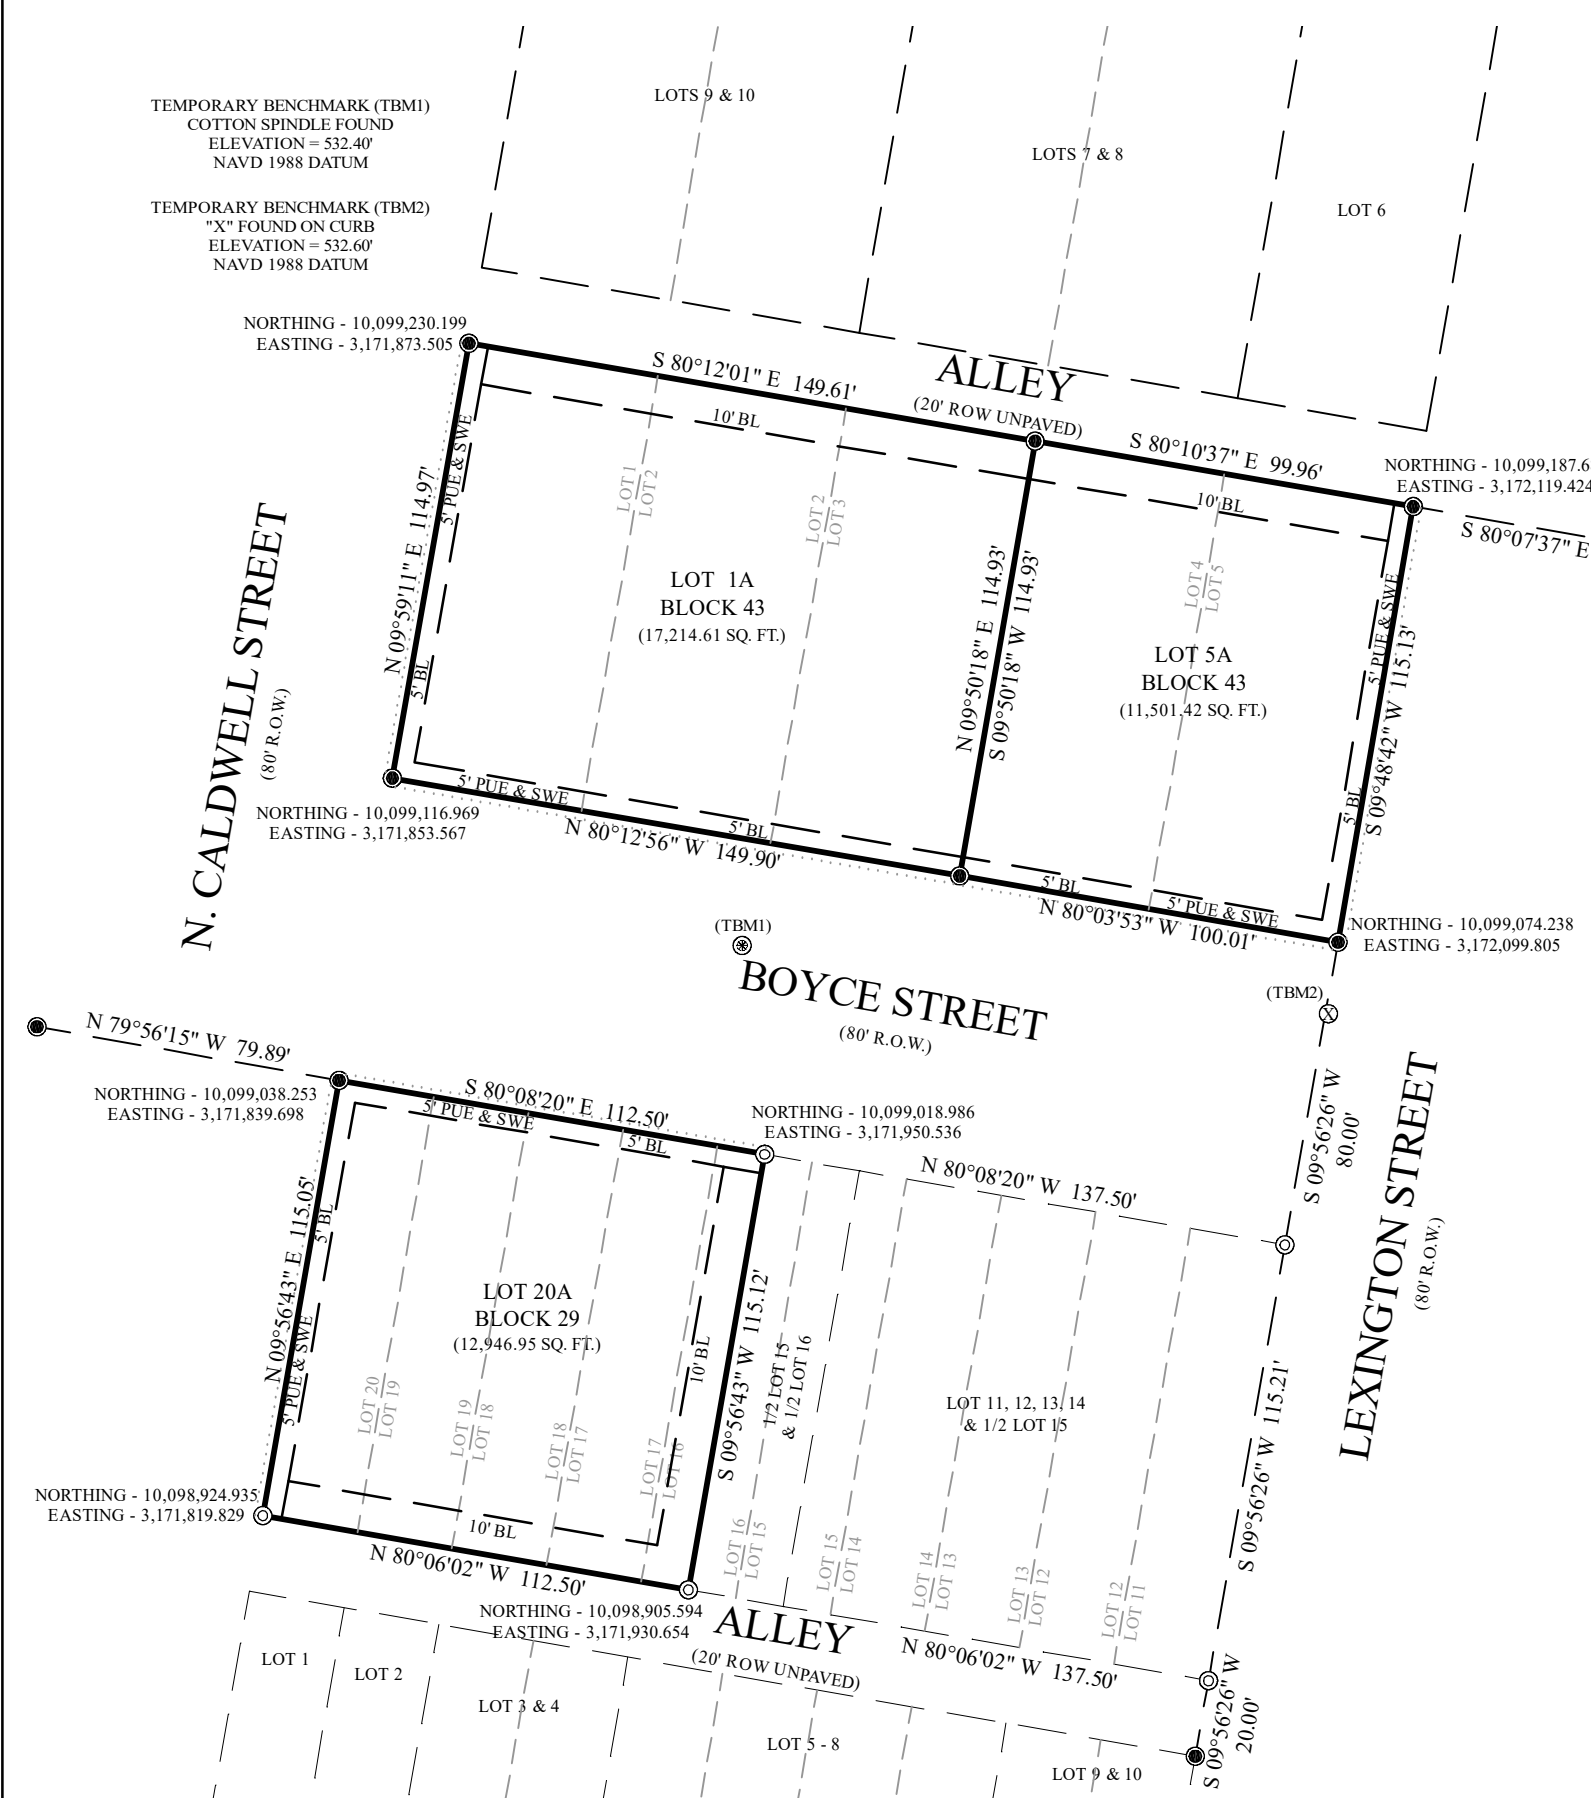 LOTS 9 & 10
LOTS 7 & 8
LOT 6
TEMPORARY BENCHMARK (TBM1)
COTTON SPINDLE FOUND
ELEVATION = 532.40'
NAVD 1988 DATUM
TEMPORARY BENCHMARK (TBM2)
"X" FOUND ON CURB
ELEVATION = 532.60'
NAVD 1988 DATUM
NORTHING - 10,099,230.199
EASTING - 3,171,873.505
S 80°12'01" E 149.61'
ALLEY
(20' ROW UNPAVED)
S 80°10'37" E 99.96'
NORTHING - 10,099,187.6
EASTING - 3,172,119.424
S 80°07'37" E
10' BL
10' BL
5' PUE & SWE
N 09°59'11" E 114.97'
5' BL
LOT 1
LOT 2
LOT 2
LOT 3
LOT 4
LOT 5
LOT 1A
BLOCK 43
(17,214.61 SQ. FT.)
N 09°50'18" E 114.93'
S 09°50'18" W 114.93'
LOT 5A
BLOCK 43
(11,501.42 SQ. FT.)
5' PUE & SWE
S 09°48'42" W 115.13'
5' BL
N. CALDWELL STREET
(80' R.O.W.)
5' PUE & SWE
5' BL
NORTHING - 10,099,116.969
EASTING - 3,171,853.567
N 80°12'56" W 149.90'
5' BL
5' PUE & SWE
N 80°03'53" W 100.01'
NORTHING - 10,099,074.238
EASTING - 3,172,099.805
(TBM1)
BOYCE STREET
(80' R.O.W.)
(TBM2)
X
N 79°56'15" W 79.89'
S 09°56'26" W
80.00'
LEXINGTON STREET
(80' R.O.W.)
NORTHING - 10,099,038.253
EASTING - 3,171,839.698
S 80°08'20" E 112.50'
5' PUE & SWE
5' BL
NORTHING - 10,099,018.986
EASTING - 3,171,950.536
N 80°08'20" W 137.50'
N 09°56'43" E 115.05'
5' BL
5' PUE & SWE
LOT 20A
BLOCK 29
(12,946.95 SQ. FT.)
10' BL
S 09°56'43" W 115.12'
1/2 LOT 15
& 1/2 LOT 16
LOT 11, 12, 13, 14
& 1/2 LOT 15
S 09°56'26" W 115.21'
LOT 20
LOT 19
LOT 19
LOT 18
LOT 18
LOT 17
LOT 17
LOT 16
LOT 16
LOT 15
LOT 15
LOT 14
LOT 14
LOT 13
LOT 13
LOT 12
LOT 12
LOT 11
NORTHING - 10,098,924.935
EASTING - 3,171,819.829
10' BL
N 80°06'02" W 112.50'
NORTHING - 10,098,905.594
EASTING - 3,171,930.654
ALLEY
(20' ROW UNPAVED)
N 80°06'02" W 137.50'
S 09°56'26" W
20.00'
LOT 1
LOT 2
LOT 3 & 4
LOT 5 - 8
LOT 9 & 10